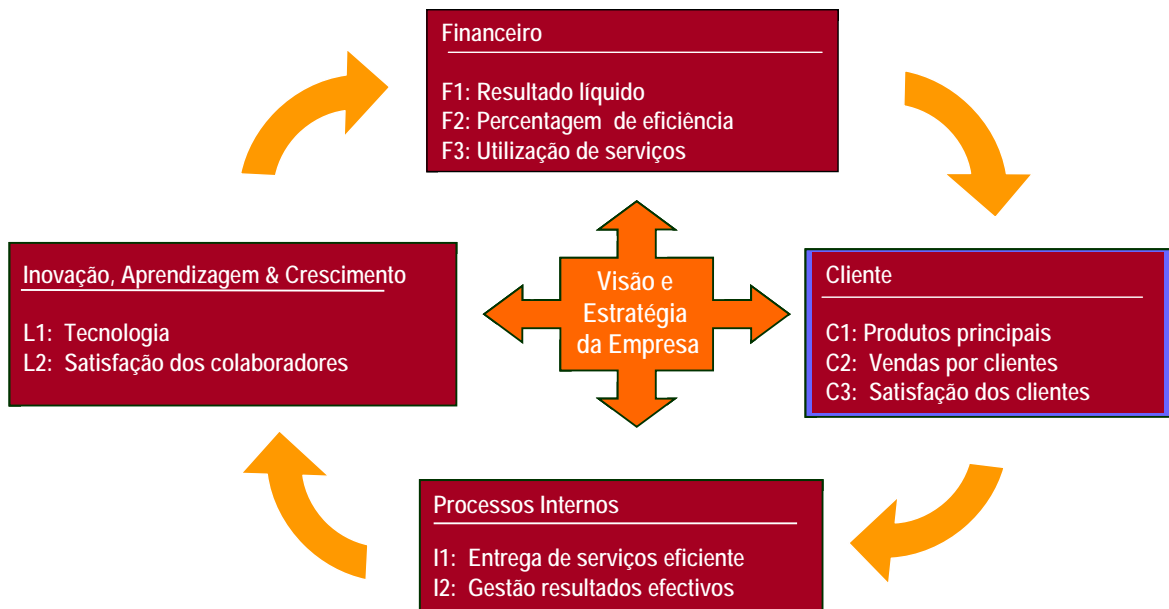 Financeiro
F1: Resultado líquido
F2: Percentagem de eficiência
F3: Utilização de serviços
Inovação, Aprendizagem & Crescimento
L1: Tecnologia
L2: Satisfação dos colaboradores
Visão e
Estratégia
da Empresa
Cliente
C1: Produtos principais
C2: Vendas por clientes
C3: Satisfação dos clientes
Processos Internos
I1: Entrega de serviços eficiente
I2: Gestão resultados efectivos